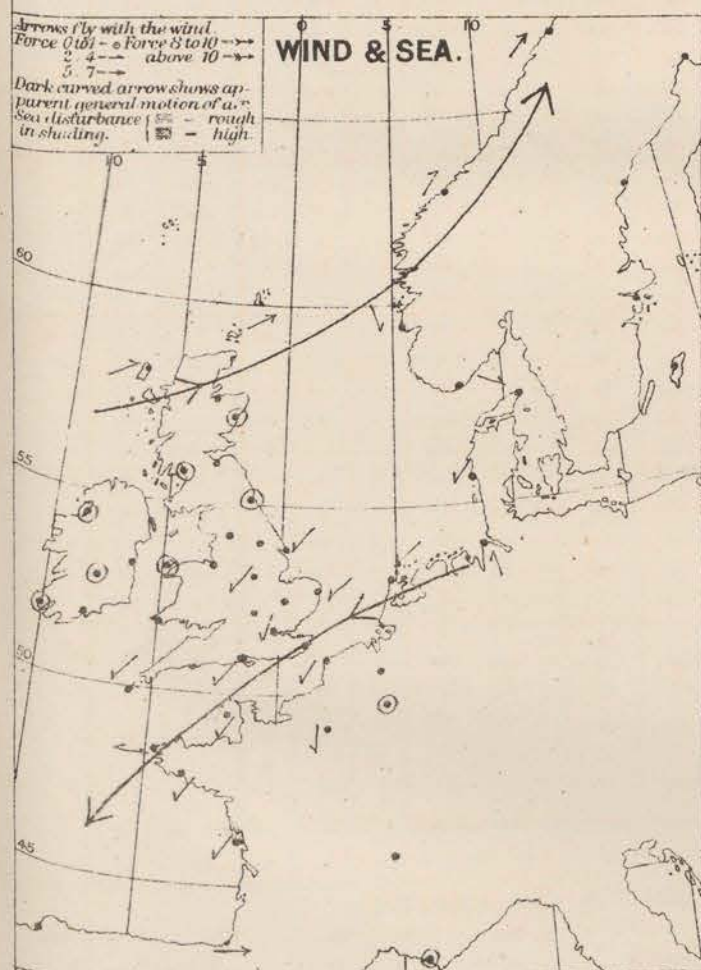 Arrows fly with the wind.
Force 0 to 1 - Force 8 to 10
2 4 above 10
5 7
Dark curved arrow shows ap-
parent general motion of air.
Sea disturbance - rough
in shading. - high.
WIND & SEA.
0 5 10
10 5
60
55
50
45